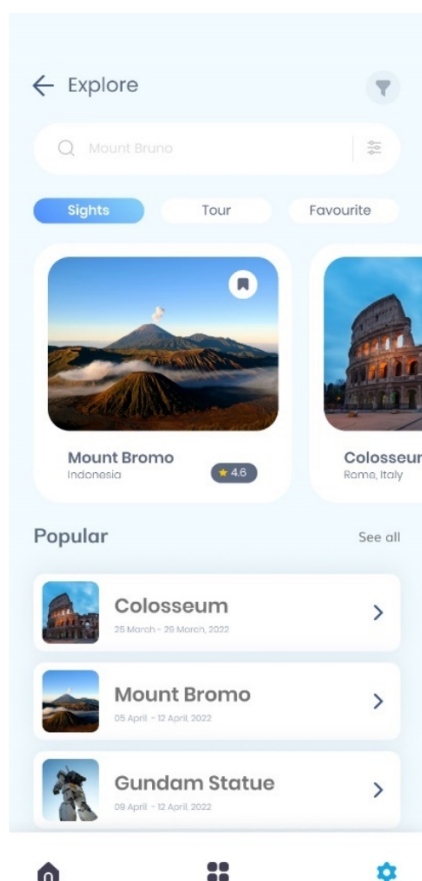 Explore
Mount Bruno
Sights Tour Favourite
Mount Bromo
Indonesia
4.6
Colosseur
Rome, Italy
Popular See all
Colosseum
25 March - 29 March, 2022
Mount Bromo
05 April - 12 April, 2022
Gundam Statue
09 April - 12 April, 2022